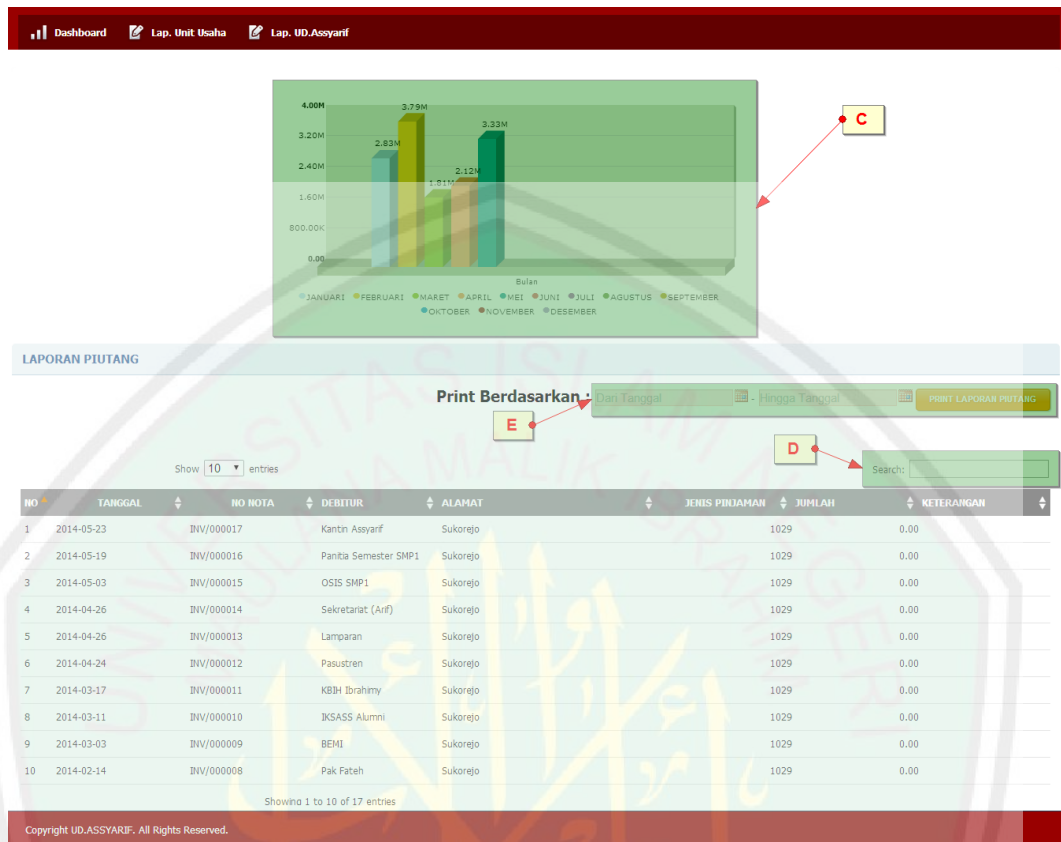 Dashboard Lap. Unit Usaha Lap. UD.Assyarif
4.00M
3.79M
C
3.33M
3.20M
2.83M
2.40M
2.12M
1.81M
1.60M
800.00K
0.00
Bulan
JANUARI FEBRUARI MARET APRIL MEI JUNI JULI AGUSTUS SEPTEMBER
OKTOBER NOVEMBER DESEMBER
LAPORAN PIUTANG
Print Berdasarkan : Dari Tanggal - Hingga Tanggal PRINT LAPORAN PIUTANG
E
D
Show 10 entries Search:
NO TANGGAL NO NOTA DEBITUR ALAMAT JENIS PINJAMAN JUMLAH KETERANGAN
1 2014-05-23 INV/000017 Kantin Assyarif Sukorejo 1029 0.00
2 2014-05-19 INV/000016 Panitia Semester SMP1 Sukorejo 1029 0.00
3 2014-05-03 INV/000015 OSIS SMP1 Sukorejo 1029 0.00
4 2014-04-26 INV/000014 Sekretariat (Arif) Sukorejo 1029 0.00
5 2014-04-26 INV/000013 Lamparan Sukorejo 1029 0.00
6 2014-04-24 INV/000012 Pasustren Sukorejo 1029 0.00
7 2014-03-17 INV/000011 KBIH Ibrahimy Sukorejo 1029 0.00
8 2014-03-11 INV/000010 IKSASS Alumni Sukorejo 1029 0.00
9 2014-03-03 INV/000009 BEMI Sukorejo 1029 0.00
10 2014-02-14 INV/000008 Pak Fateh Sukorejo 1029 0.00
Showing 1 to 10 of 17 entries
Copyright UD.ASSYARIF. All Rights Reserved.
UNIVERSITAS ISLAM NEGERI
MAULANA MALIK IBRAHIM